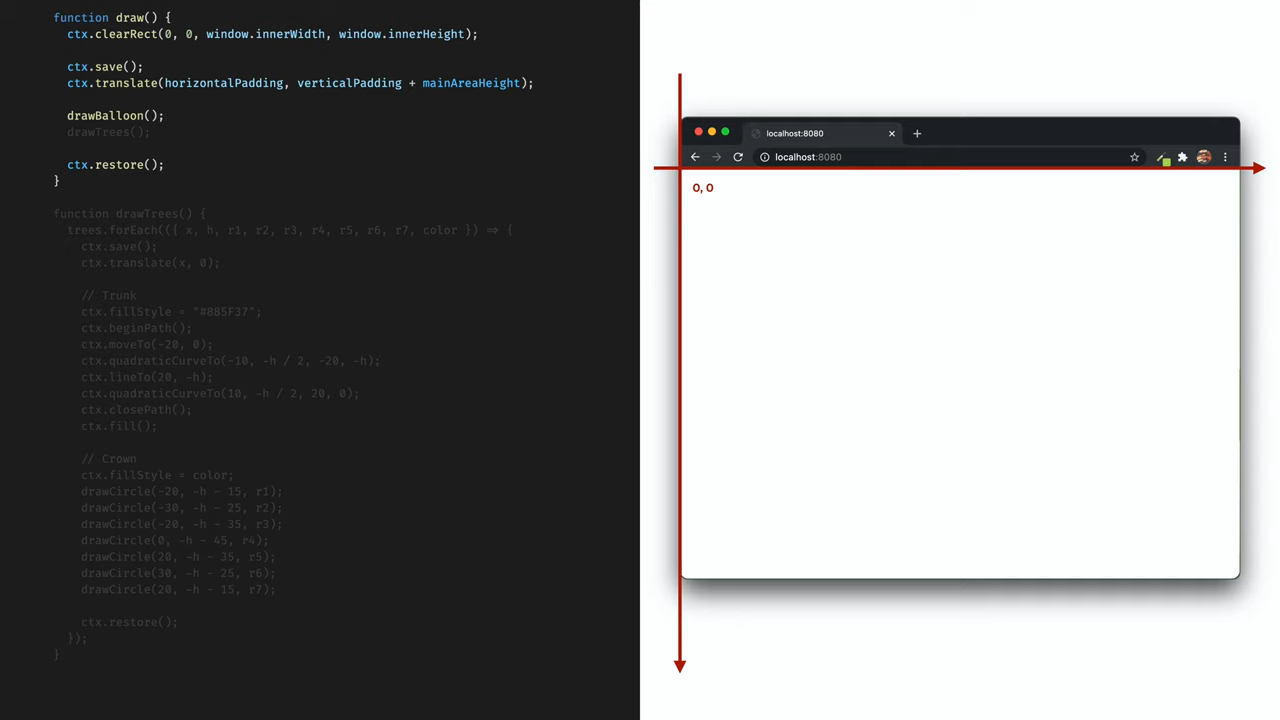 function draw() {
ctx.clearRect(0, 0, window.innerWidth, window.innerHeight);
ctx.save();
ctx.translate(horizontalPadding, verticalPadding + mainAreaHeight);
drawBalloon();
drawTrees();
ctx.restore();
}
function drawTrees() {
trees.forEach(({ x, h, r1, r2, r3, r4, r5, r6, r7, color }) => {
ctx.save();
ctx.translate(x, 0);
// Trunk
ctx.fillStyle = "#885F37";
ctx.beginPath();
ctx.moveTo(-20, 0);
ctx.quadraticCurveTo(-10, -h / 2, -20, -h);
ctx.lineTo(20, -h);
ctx.quadraticCurveTo(10, -h / 2, 20, 0);
ctx.closePath();
ctx.fill();
// Crown
ctx.fillStyle = color;
drawCircle(-20, -h - 15, r1);
drawCircle(-30, -h - 25, r2);
drawCircle(-20, -h - 35, r3);
drawCircle(0, -h - 45, r4);
drawCircle(20, -h - 35, r5);
drawCircle(30, -h - 25, r6);
drawCircle(20, -h - 15, r7);
ctx.restore();
});
}
localhost:8080
localhost:8080
0, 0